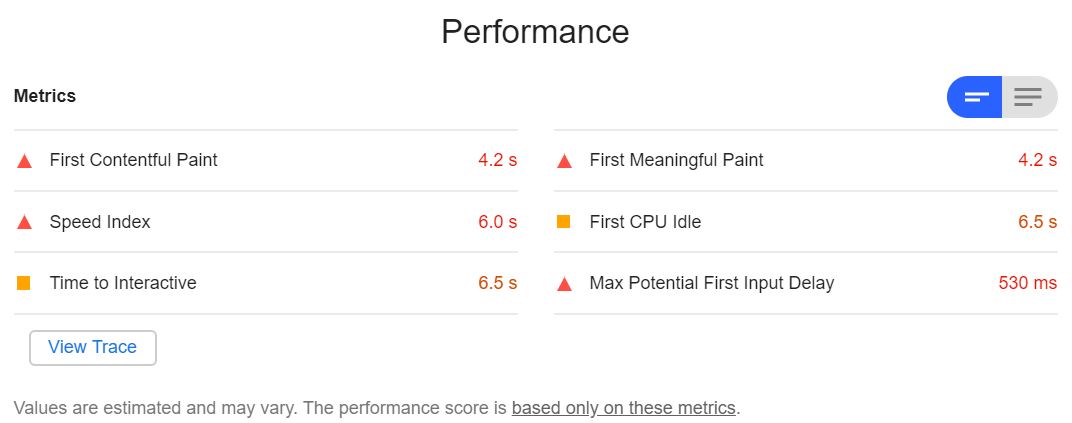 Performance
Metrics
First Contentful Paint 4.2 s
First Meaningful Paint 4.2 s
Speed Index 6.0 s
First CPU Idle 6.5 s
Time to Interactive 6.5 s
Max Potential First Input Delay 530 ms
View Trace
Values are estimated and may vary. The performance score is based only on these metrics.